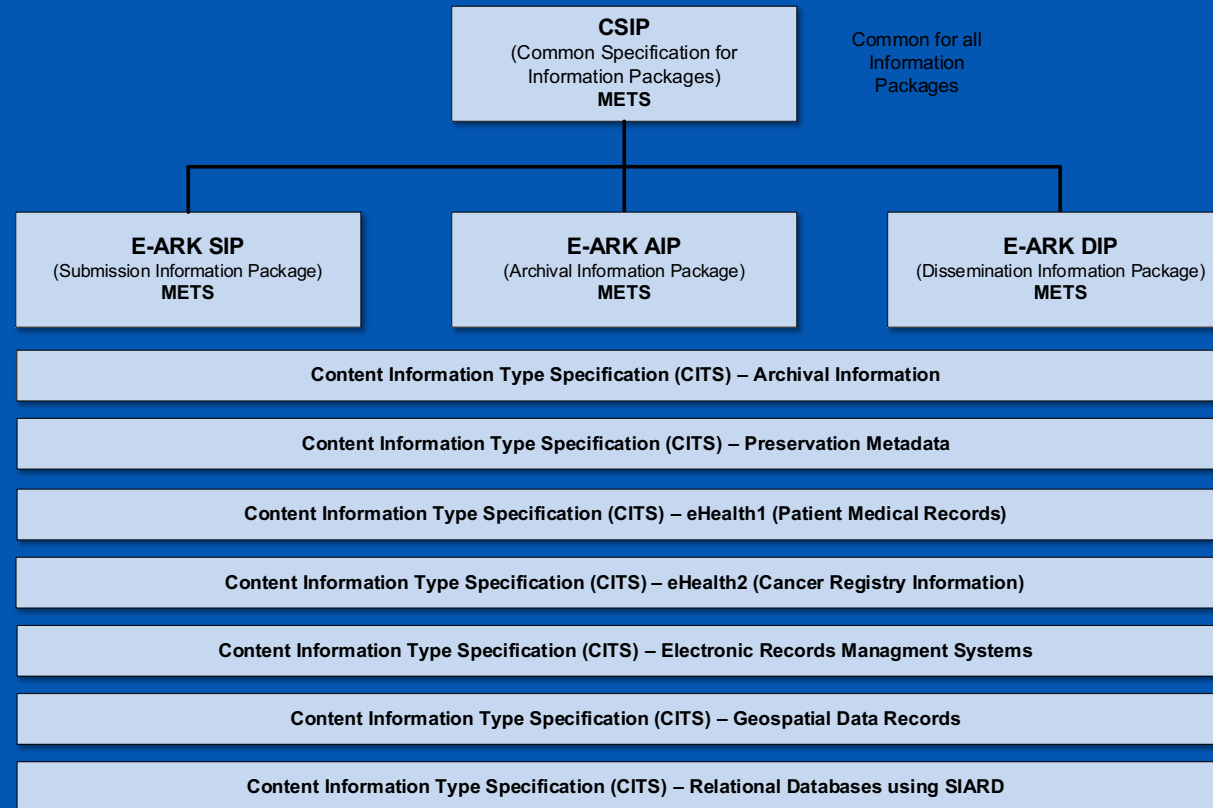 CSIP
(Common Specification for
Information Packages)
METS
Common for all
Information
Packages
E-ARK SIP
(Submission Information Package)
METS
E-ARK AIP
(Archival Information Package)
METS
E-ARK DIP
(Dissemination Information Package)
METS
Content Information Type Specification (CITS) – Archival Information
Content Information Type Specification (CITS) – Preservation Metadata
Content Information Type Specification (CITS) – eHealth1 (Patient Medical Records)
Content Information Type Specification (CITS) – eHealth2 (Cancer Registry Information)
Content Information Type Specification (CITS) – Electronic Records Managment Systems
Content Information Type Specification (CITS) – Geospatial Data Records
Content Information Type Specification (CITS) – Relational Databases using SIARD